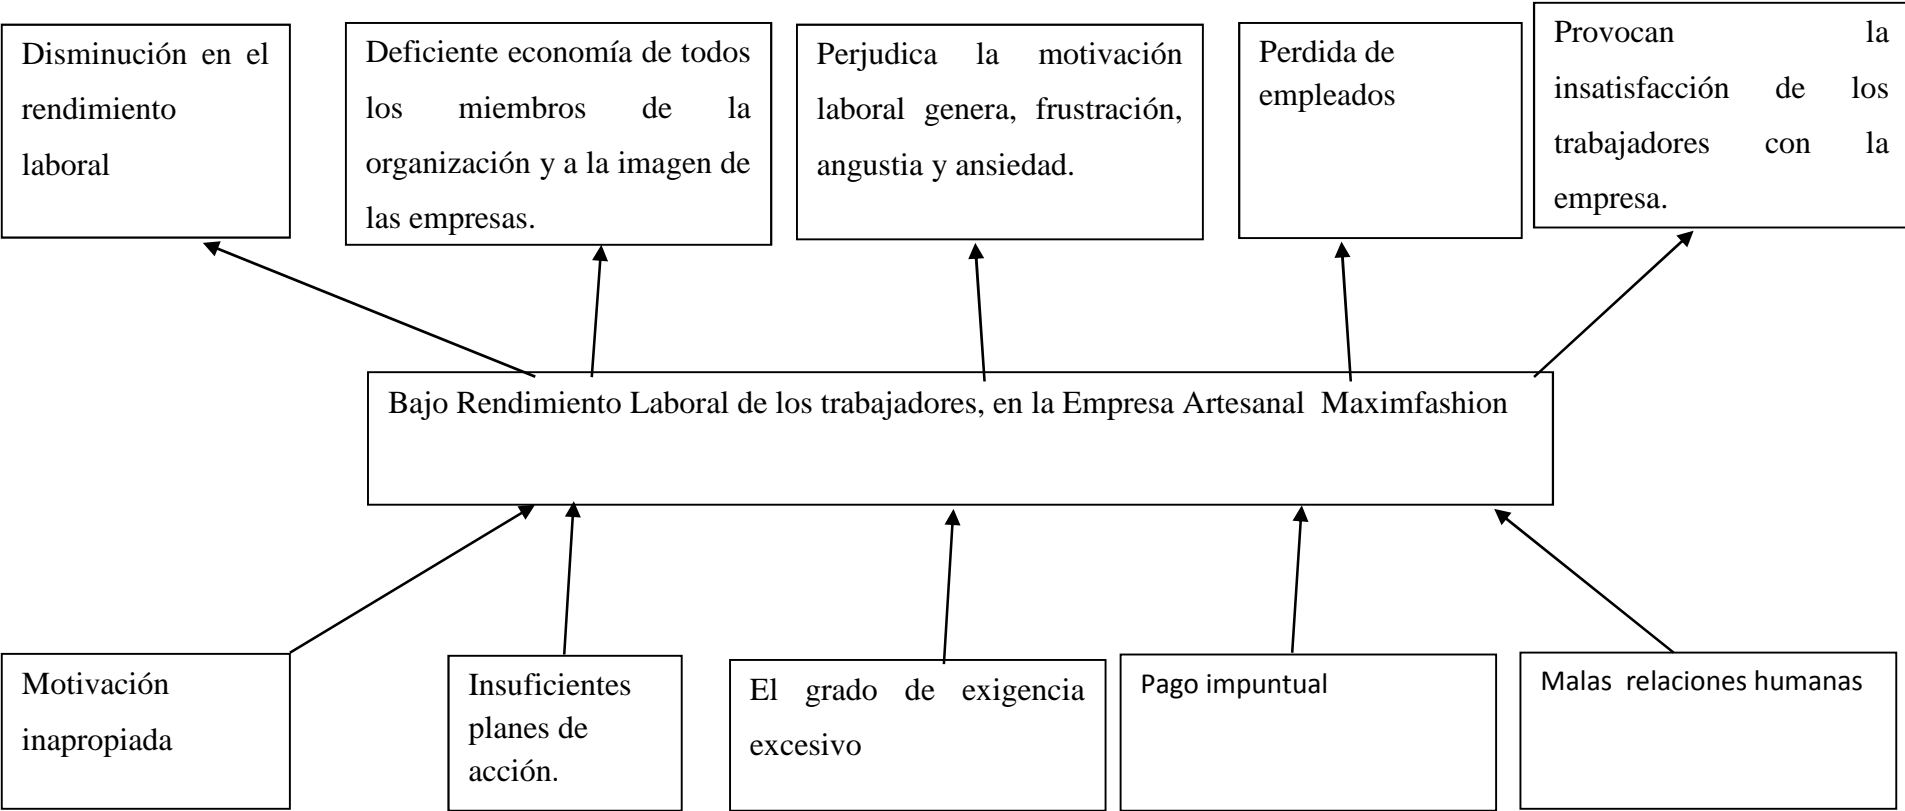 Disminución en el
rendimiento
laboral
Deficiente economía de todos
los miembros de la
organización y a la imagen de
las empresas.
Perjudica la motivación
laboral genera, frustración,
angustia y ansiedad.
Perdida de
empleados
Provocan la
insatisfacción de los
trabajadores con la
empresa.
Bajo Rendimiento Laboral de los trabajadores, en la Empresa Artesanal  Maximfashion
Motivación
inapropiada
Insuficientes
planes de
acción.
El grado de exigencia
excesivo
Pago impuntual
Malas  relaciones humanas